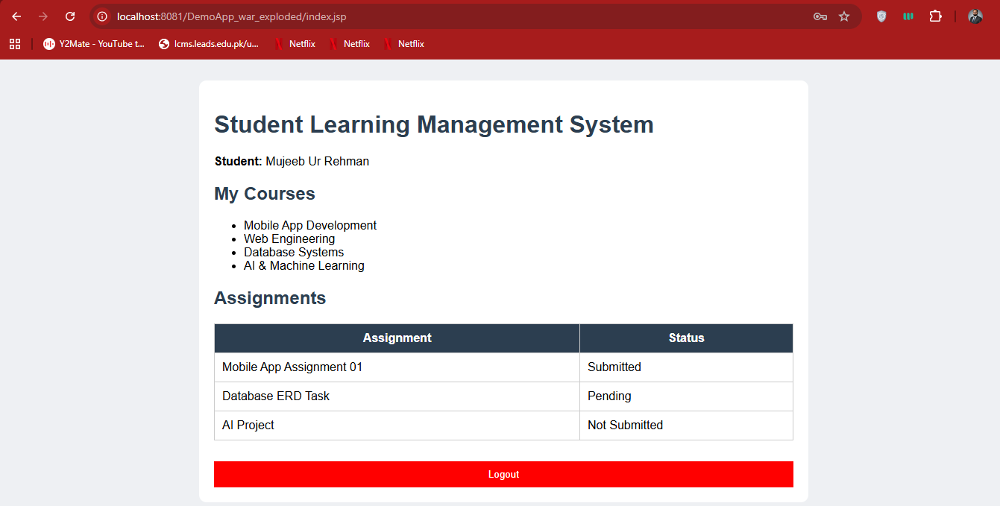 localhost:8081/DemoApp_war_exploded/index.jsp
Y2Mate - YouTube t... lcms.leads.edu.pk/u... Netflix Netflix Netflix
Student Learning Management System
Student: Mujeeb Ur Rehman
My Courses
• Mobile App Development
• Web Engineering
• Database Systems
• AI & Machine Learning
Assignments
Assignment Status
Mobile App Assignment 01 Submitted
Database ERD Task Pending
AI Project Not Submitted
Logout